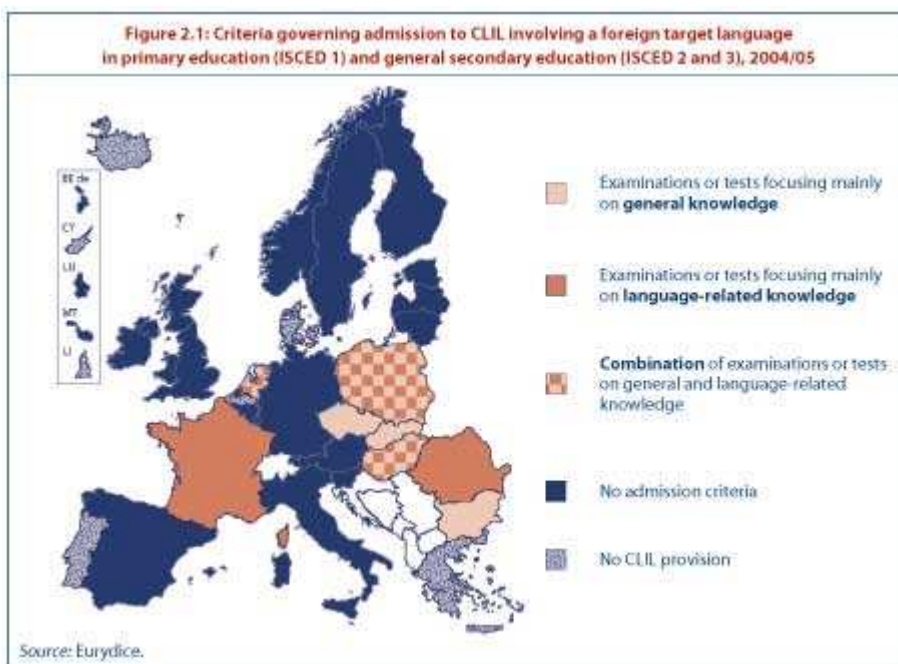 Figure 2.1: Criteria governing admission to CLIL involving a foreign target language
in primary education (ISCED 1) and general secondary education (ISCED 2 and 3), 2004/05
BE de
CY
LU
MT
LI
Examinations or tests focusing mainly
on general knowledge
Examinations or tests focusing mainly
on language-related knowledge
Combination of examinations or tests
on general and language-related
knowledge
No admission criteria
No CLIL provision
Source: Eurydice.